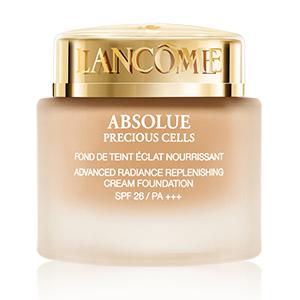 LANCÔME
ABSOLUE
PRECIOUS CELLS
FOND DE TEINT ÉCLAT NOURRISSANT
ADVANCED RADIANCE REPLENISHING
CREAM FOUNDATION
SPF 26 / PA +++